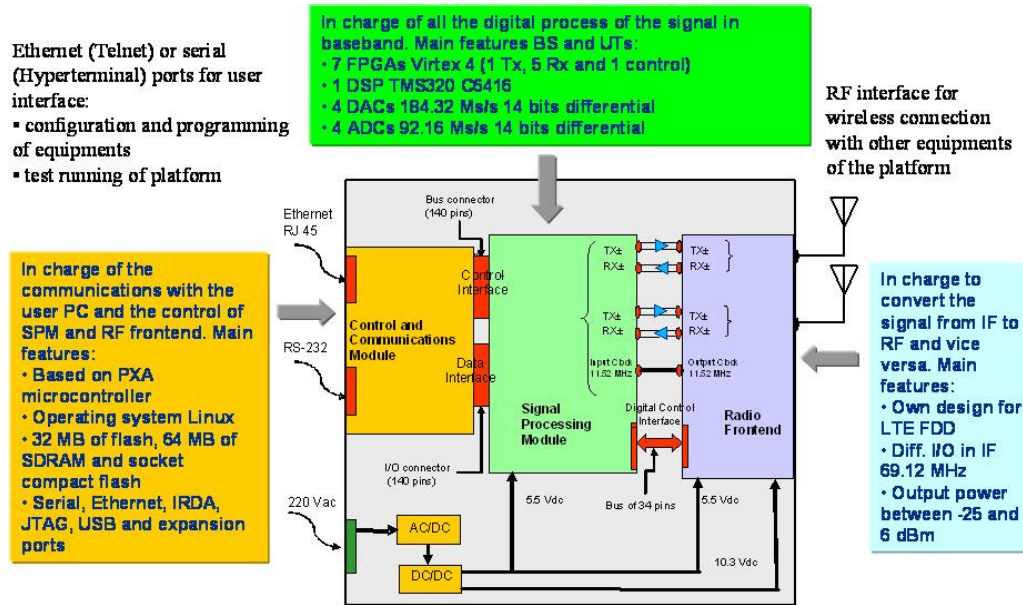 In charge of all the digital process of the signal in
baseband. Main features BS and UTs:
• 7 FPGAs Virtex 4 (1 Tx, 5 Rx and 1 control)
• 1 DSP TMS320 C6416
• 4 DACs 184.32 Ms/s 14 bits differential
• 4 ADCs 92.16 Ms/s 14 bits differential
Ethernet (Telnet) or serial
(Hyperterminal) ports for user
interface:
▪ configuration and programming
of equipments
▪ test running of platform
RF interface for
wireless connection
with other equipments
of the platform
In charge of the
communications with the
user PC and the control of
SPM and RF frontend. Main
features:
• Based on PXA
microcontroller
• Operating system Linux
• 32 MB of flash, 64 MB of
SDRAM and socket
compact flash
• Serial, Ethernet, IRDA,
JTAG, USB and expansion
ports
Ethernet
RJ 45
RS-232
220 Vac
Bus connector
(140 pins)
Control and
Communications
Module
Control
Interface
Data
Interface
I/O connector
(140 pins)
Signal
Processing
Module
TX±
RX±
TX±
RX±
Input Clock
11.52 MHz
TX±
RX±
TX±
RX±
Output Clock
11.52 MHz
Digital Control
Interface
Radio
Frontend
Bus of 34 pins
5.5 Vdc
5.5 Vdc
10.3 Vdc
AC/DC
DC/DC
In charge to
convert the
signal from IF to
RF and vice
versa. Main
features:
• Own design for
LTE FDD
• Diff. I/O in IF
69.12 MHz
• Output power
between -25 and
6 dBm